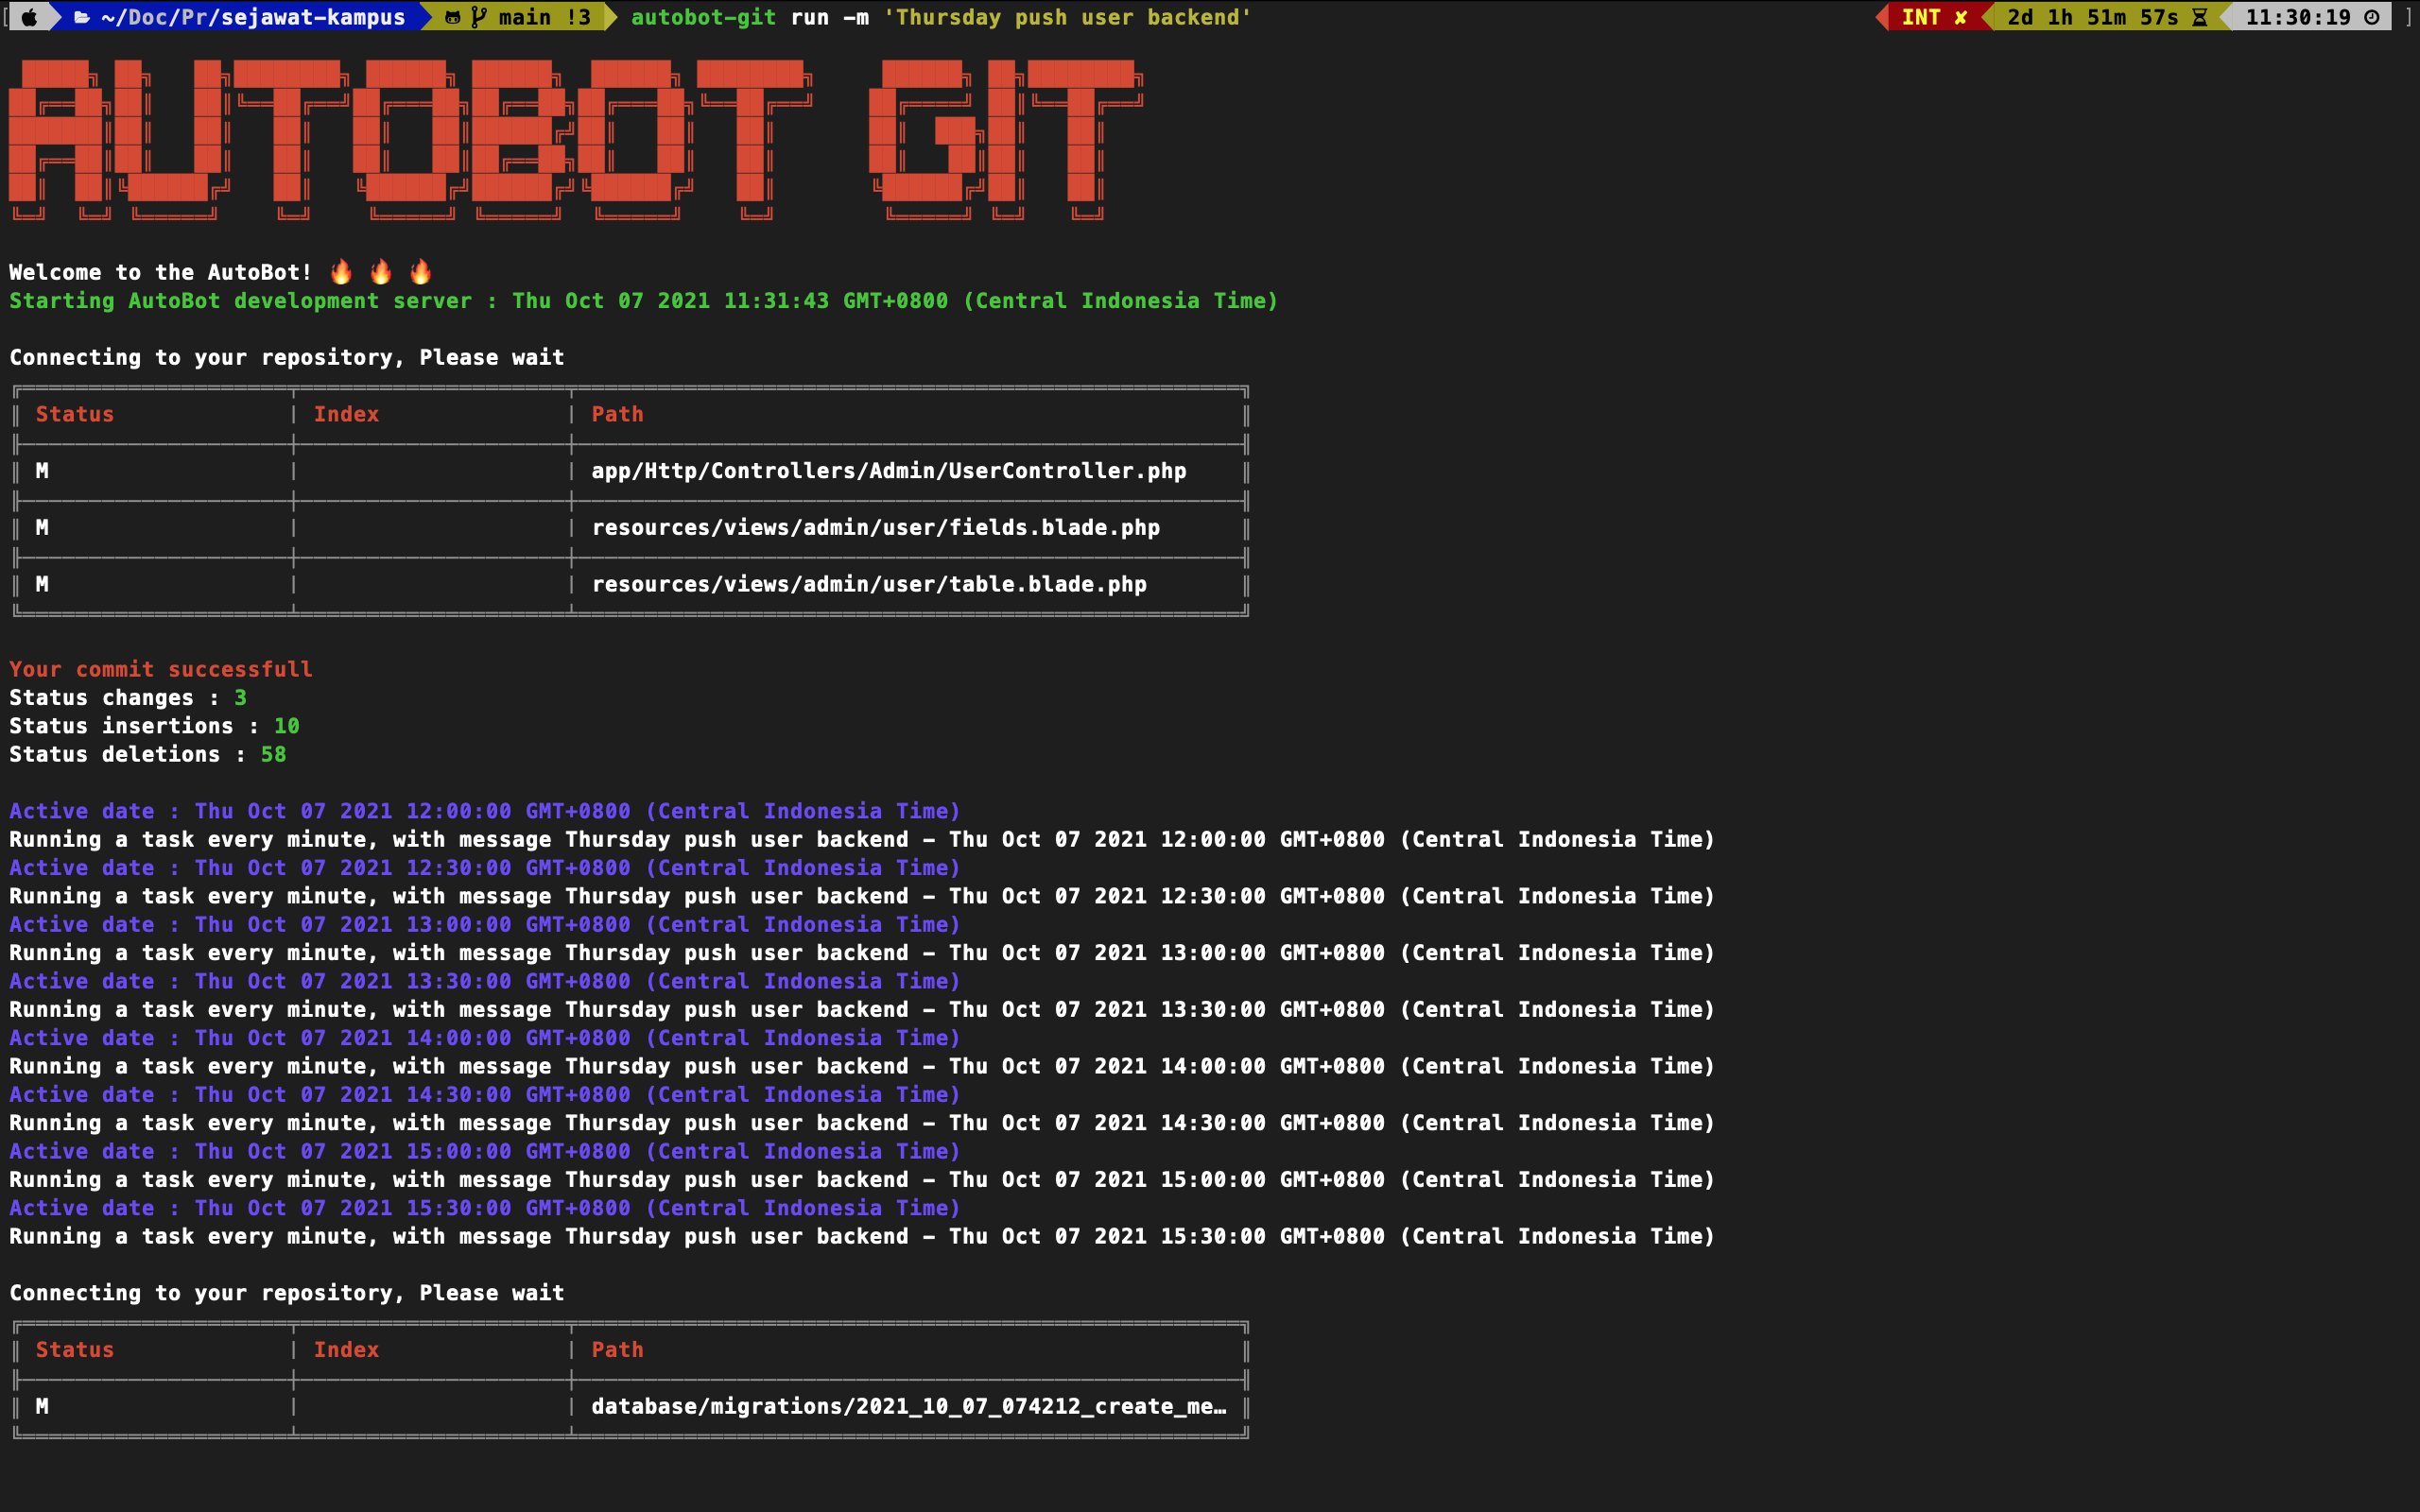 ~/Doc/Pr/sejawat-kampus main !3 autobot-git run -m 'Thursday push user backend' INT ✘ 2d 1h 51m 57s 11:30:19
AUTOBOT GIT
Welcome to the AutoBot! 🔥 🔥 🔥
Starting AutoBot development server : Thu Oct 07 2021 11:31:43 GMT+0800 (Central Indonesia Time)
Connecting to your repository, Please wait
Status Index Path
M app/Http/Controllers/Admin/UserController.php
M resources/views/admin/user/fields.blade.php
M resources/views/admin/user/table.blade.php
Your commit successfull
Status changes : 3
Status insertions : 10
Status deletions : 58
Active date : Thu Oct 07 2021 12:00:00 GMT+0800 (Central Indonesia Time)
Running a task every minute, with message Thursday push user backend - Thu Oct 07 2021 12:00:00 GMT+0800 (Central Indonesia Time)
Active date : Thu Oct 07 2021 12:30:00 GMT+0800 (Central Indonesia Time)
Running a task every minute, with message Thursday push user backend - Thu Oct 07 2021 12:30:00 GMT+0800 (Central Indonesia Time)
Active date : Thu Oct 07 2021 13:00:00 GMT+0800 (Central Indonesia Time)
Running a task every minute, with message Thursday push user backend - Thu Oct 07 2021 13:00:00 GMT+0800 (Central Indonesia Time)
Active date : Thu Oct 07 2021 13:30:00 GMT+0800 (Central Indonesia Time)
Running a task every minute, with message Thursday push user backend - Thu Oct 07 2021 13:30:00 GMT+0800 (Central Indonesia Time)
Active date : Thu Oct 07 2021 14:00:00 GMT+0800 (Central Indonesia Time)
Running a task every minute, with message Thursday push user backend - Thu Oct 07 2021 14:00:00 GMT+0800 (Central Indonesia Time)
Active date : Thu Oct 07 2021 14:30:00 GMT+0800 (Central Indonesia Time)
Running a task every minute, with message Thursday push user backend - Thu Oct 07 2021 14:30:00 GMT+0800 (Central Indonesia Time)
Active date : Thu Oct 07 2021 15:00:00 GMT+0800 (Central Indonesia Time)
Running a task every minute, with message Thursday push user backend - Thu Oct 07 2021 15:00:00 GMT+0800 (Central Indonesia Time)
Active date : Thu Oct 07 2021 15:30:00 GMT+0800 (Central Indonesia Time)
Running a task every minute, with message Thursday push user backend - Thu Oct 07 2021 15:30:00 GMT+0800 (Central Indonesia Time)
Connecting to your repository, Please wait
Status Index Path
M database/migrations/2021_10_07_074212_create_me…